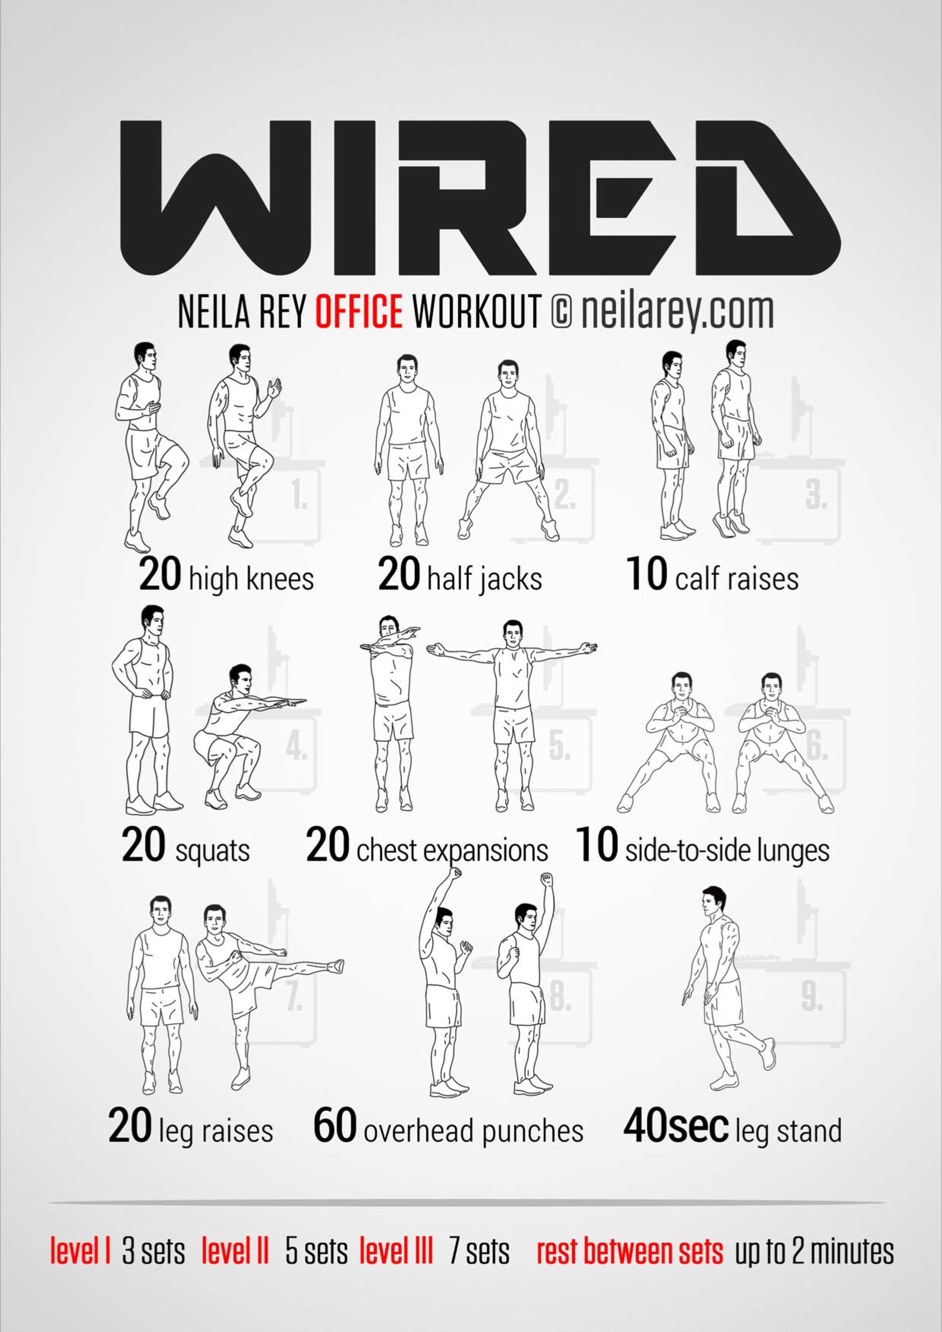 WIRED
NEILA REY OFFICE WORKOUT © neilarey.com
1. 2. 3.
20 high knees 20 half jacks 10 calf raises
4. 5. 6.
20 squats 20 chest expansions 10 side-to-side lunges
7. 8. 9.
20 leg raises 60 overhead punches 40sec leg stand
level I 3 sets level II 5 sets level III 7 sets rest between sets up to 2 minutes